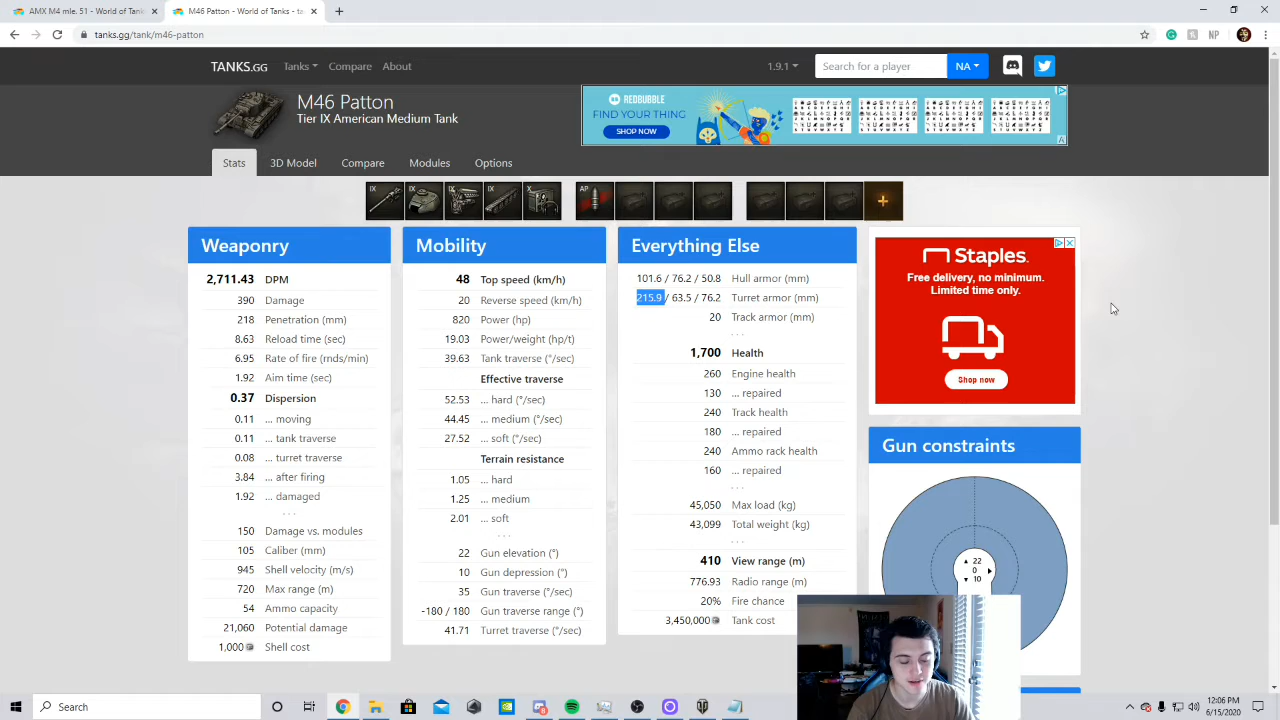 AMX M4 mle. 51 - World of Tan
M46 Patton - World of Tanks - tan
tanks.gg/tank/m46-patton
NP
TANKS.GG Tanks Compare About 1.9.1 Search for a player NA
M46 Patton
Tier IX American Medium Tank
REDBUBBLE
FIND YOUR THING
SHOP NOW
Stats 3D Model Compare Modules Options
IX IX IX IX X AP
Weaponry
2,711.43 DPM
390 Damage
218 Penetration (mm)
8.63 Reload time (sec)
6.95 Rate of fire (rnds/min)
1.92 Aim time (sec)
0.37 Dispersion
0.11 ... moving
0.11 ... tank traverse
0.08 ... turret traverse
3.84 ... after firing
1.92 ... damaged
...
150 Damage vs. modules
105 Caliber (mm)
945 Shell velocity (m/s)
720 Max range (m)
54 Ammo capacity
21,060 Potential damage
1,000 Shell cost
Mobility
48 Top speed (km/h)
20 Reverse speed (km/h)
820 Power (hp)
19.03 Power/weight (hp/t)
39.63 Tank traverse (°/sec)
Effective traverse
52.53 ... hard (°/sec)
44.45 ... medium (°/sec)
27.52 ... soft (°/sec)
Terrain resistance
1.05 ... hard
1.25 ... medium
2.01 ... soft
...
22 Gun elevation (°)
10 Gun depression (°)
35 Gun traverse speed (°)
-180 / 180 Gun traverse range (°)
41.71 Turret traverse (°/sec)
Everything Else
101.6 / 76.2 / 50.8 Hull armor (mm)
215.9 / 63.5 / 76.2 Turret armor (mm)
20 Track armor (mm)
...
1,700 Health
260 Engine health
130 ... repaired
240 Track health
180 ... repaired
240 Ammo rack health
160 ... repaired
...
45,050 Max load (kg)
43,099 Total weight (kg)
...
410 View range (m)
776.93 Radio range (m)
20% Fire chance
3,450,000 Tank cost
Staples.
Free delivery, no minimum.
Limited time only.
Shop now
Gun constraints
22
0
10
Search
12:06 PM
6/15/2020